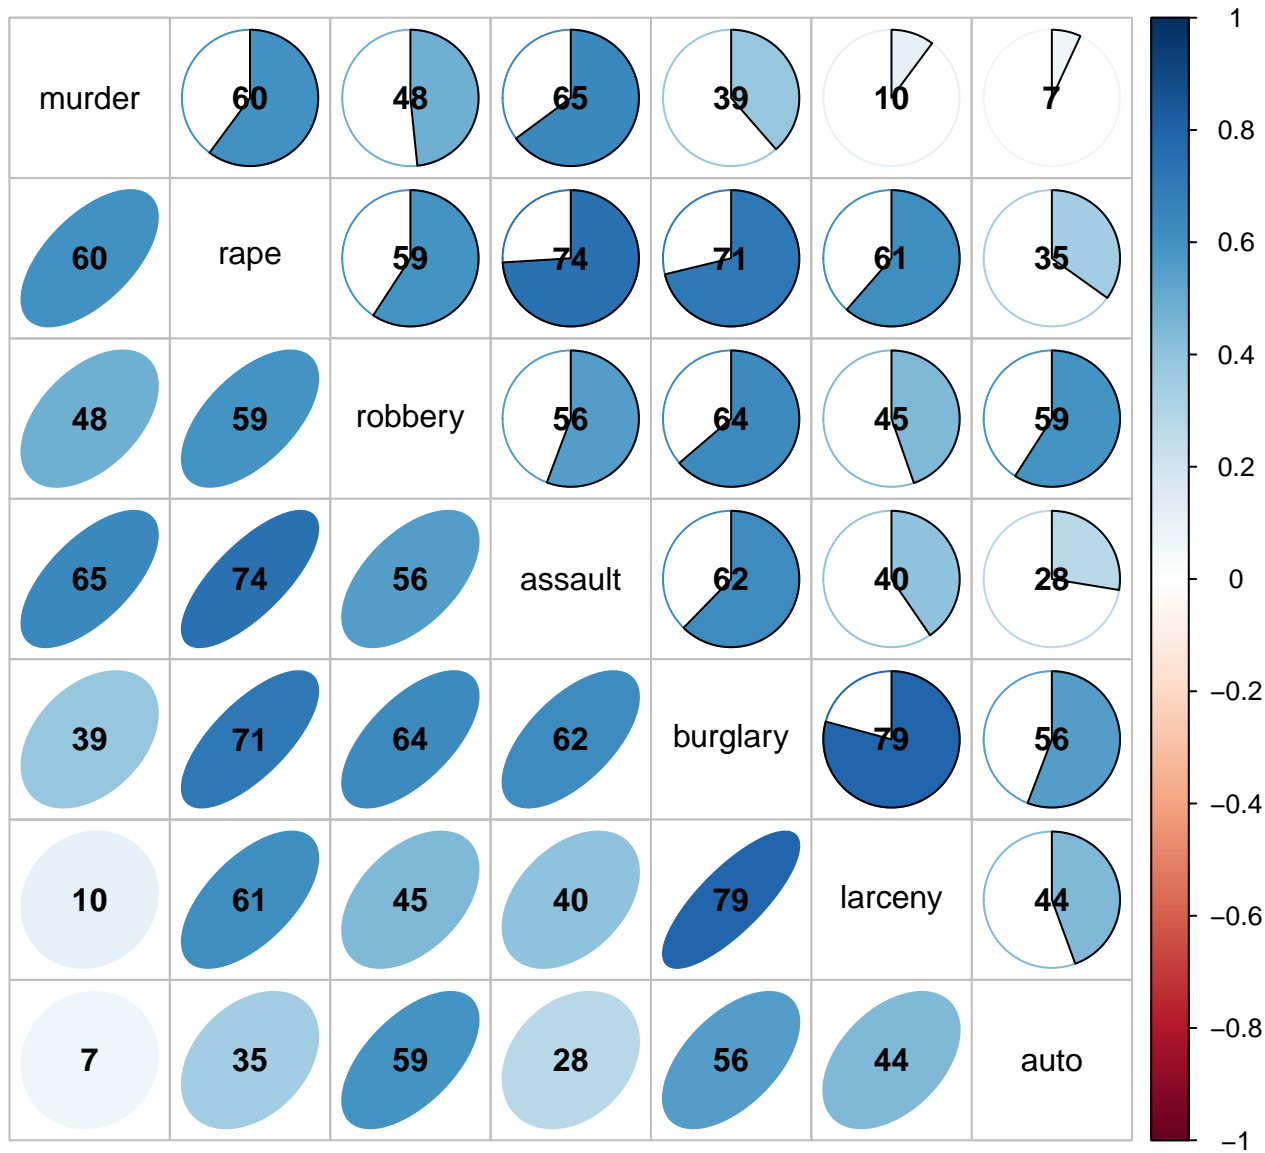 murder 60 48 65 39 10 7
60 rape 59 74 71 61 35
48 59 robbery 56 64 45 59
65 74 56 assault 62 40 28
39 71 64 62 burglary 79 56
10 61 45 40 79 larceny 44
7 35 59 28 56 44 auto
1
0.8
0.6
0.4
0.2
0
−0.2
−0.4
−0.6
−0.8
−1